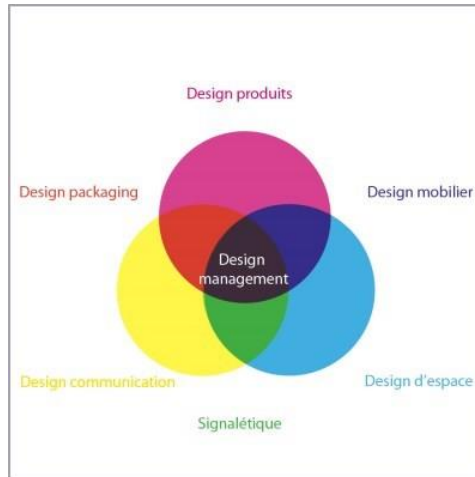 Design produits
Design packaging
Design mobilier
Design
management
Design communication
Design d'espace
Signalétique